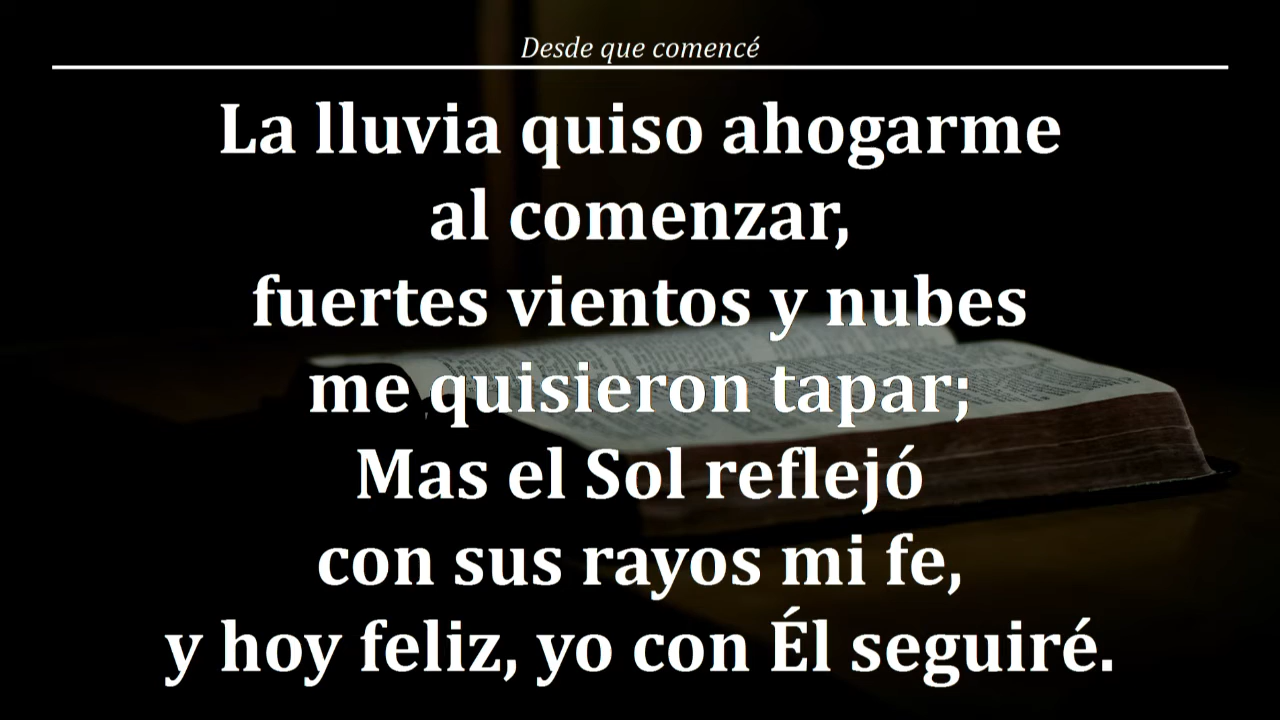 Desde que comencé
La lluvia quiso ahogarme
al comenzar,
fuertes vientos y nubes
me quisieron tapar;
Mas el Sol reflejó
con sus rayos mi fe,
y hoy feliz, yo con Él seguiré.